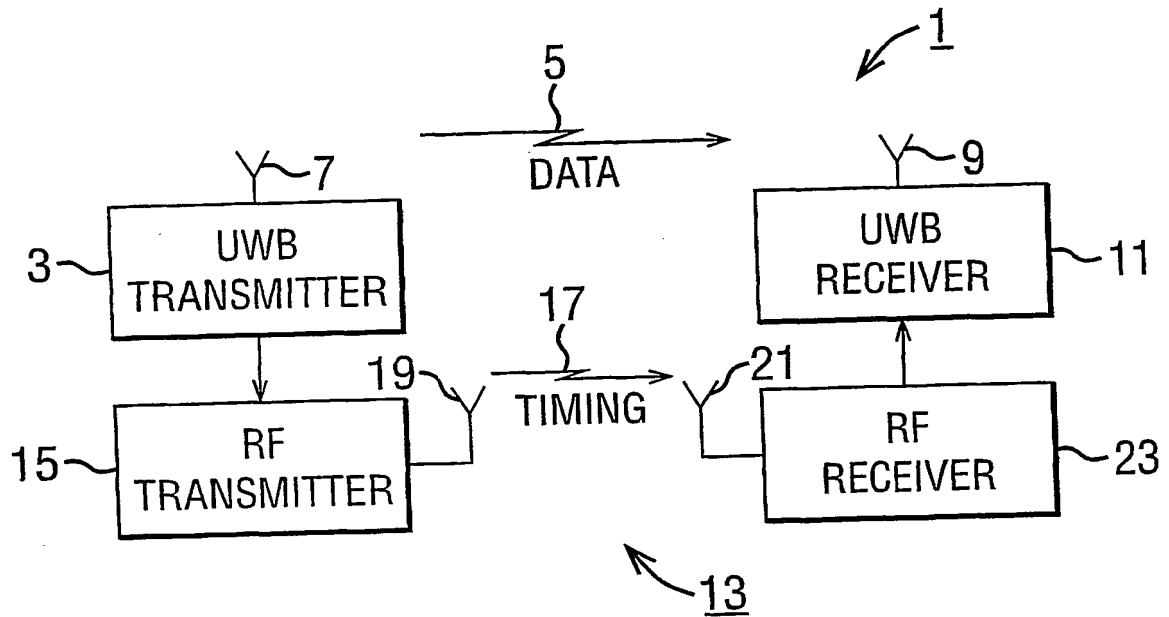 1
5
DATA
7
9
UWB
TRANSMITTER
3
UWB
RECEIVER
11
17
TIMING
19
21
RF
TRANSMITTER
15
RF
RECEIVER
23
13